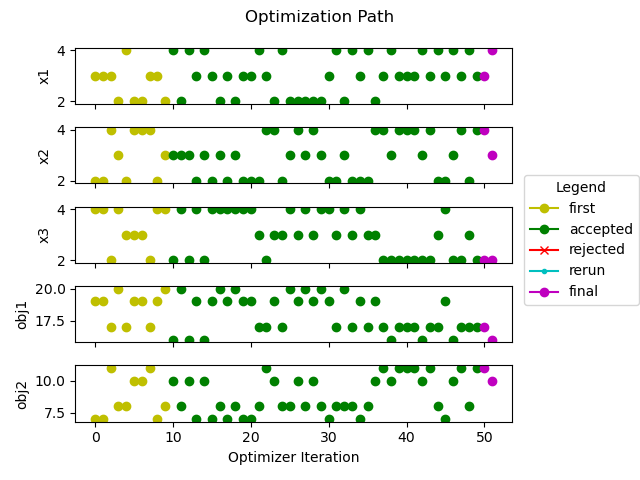 Optimization Path
4
2
x1
4
2
x2
4
2
x3
20.0
17.5
obj1
10.0
7.5
obj2
0
10
20
30
40
50
Optimizer Iteration
Legend
first
accepted
rejected
rerun
final